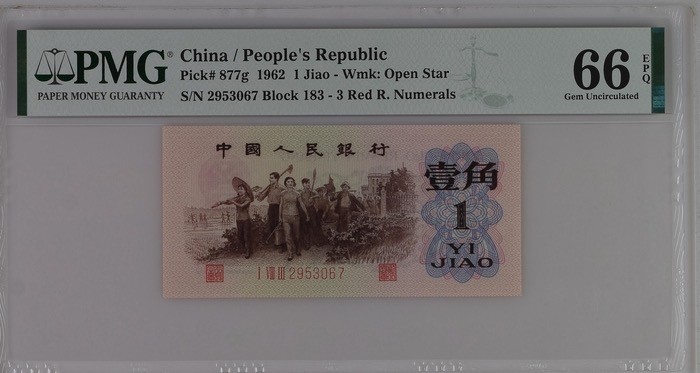 PMG
PAPER MONEY GUARANTY
China / People's Republic
Pick# 877g 1962 1 Jiao - Wmk: Open Star
S/N 2953067 Block 183 - 3 Red R. Numerals
66 EPQ
Gem Uncirculated
中國人民銀行
壹角
1
YI
JIAO
I VIII III 2953067